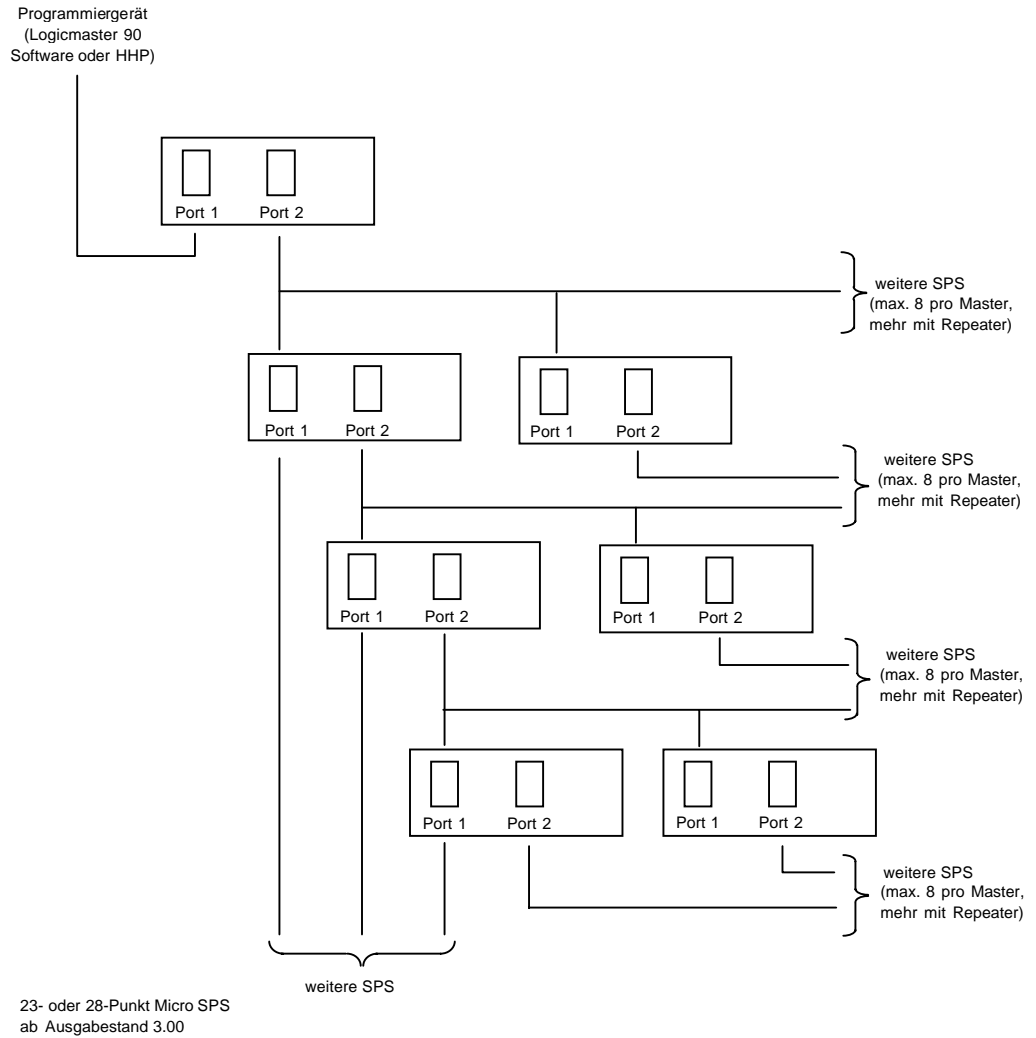 Programmiergerät
(Logicmaster 90
Software oder HHP)
Port 1 Port 2
weitere SPS
(max. 8 pro Master,
mehr mit Repeater)
Port 1 Port 2
Port 1 Port 2
weitere SPS
(max. 8 pro Master,
mehr mit Repeater)
Port 1 Port 2
Port 1 Port 2
weitere SPS
(max. 8 pro Master,
mehr mit Repeater)
Port 1 Port 2
Port 1 Port 2
weitere SPS
(max. 8 pro Master,
mehr mit Repeater)
weitere SPS
23- oder 28-Punkt Micro SPS
ab Ausgabestand 3.00